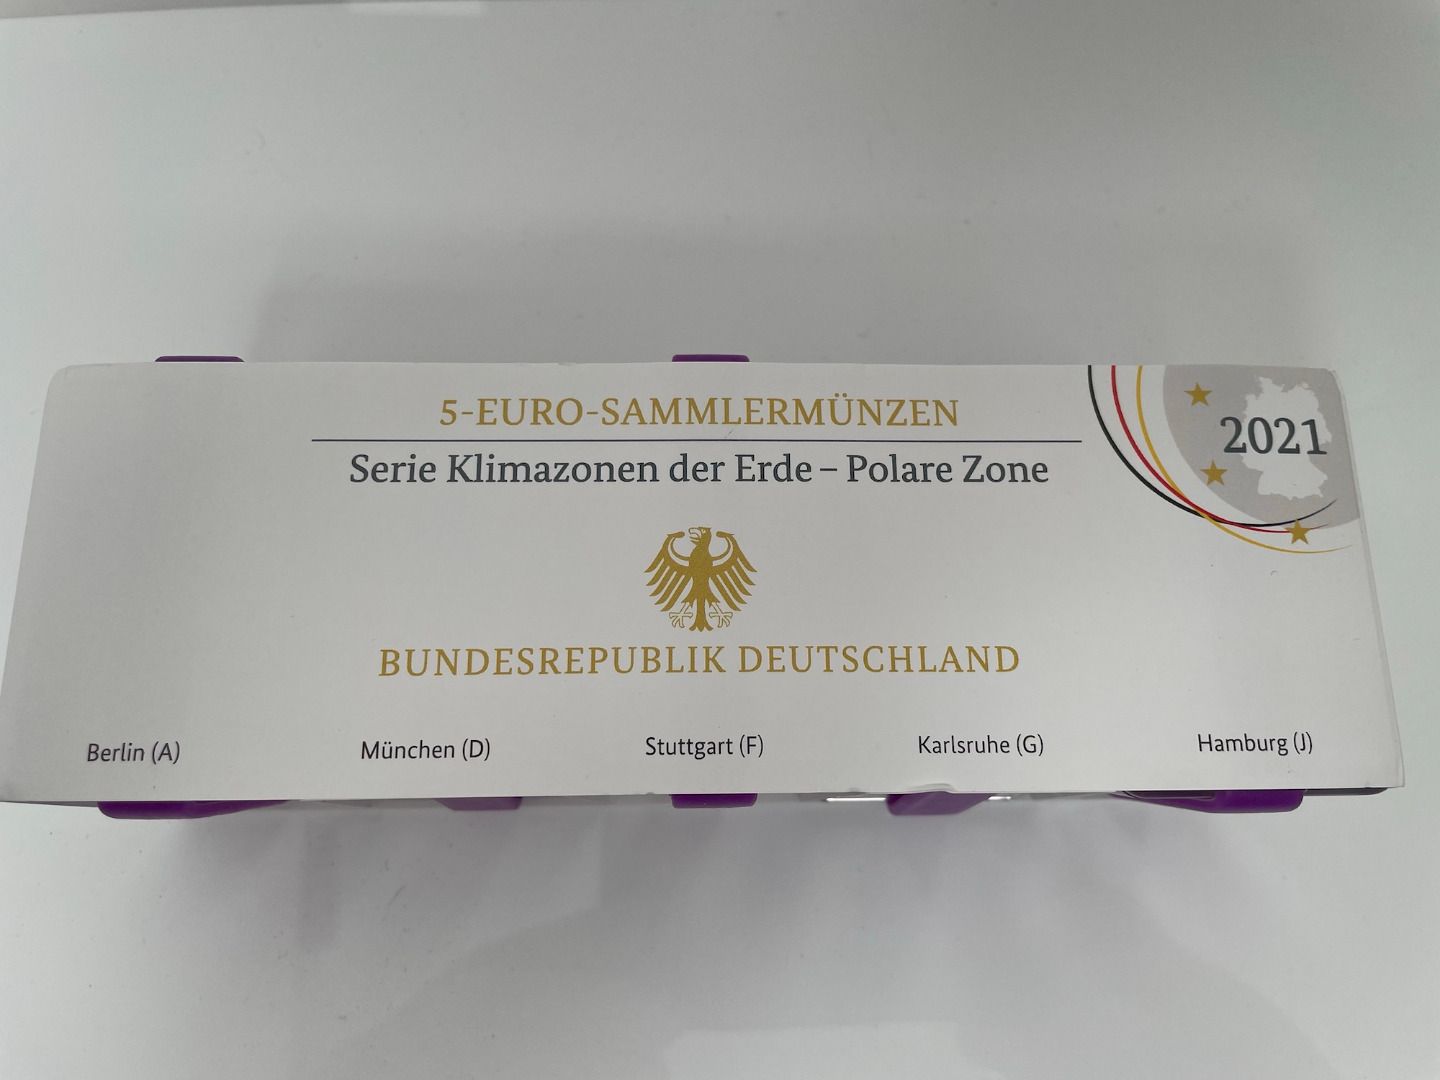 5-EURO-SAMMLERMÜNZEN
Serie Klimazonen der Erde – Polare Zone
2021
BUNDESREPUBLIK DEUTSCHLAND
Berlin (A)
München (D)
Stuttgart (F)
Karlsruhe (G)
Hamburg (J)